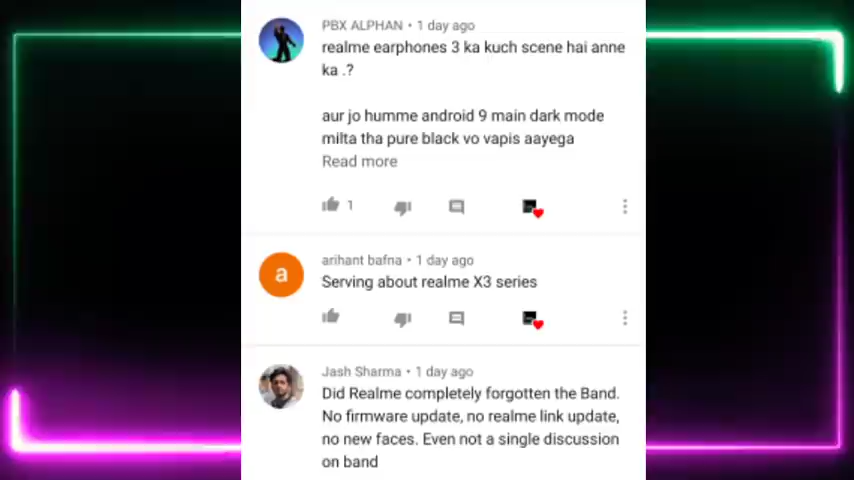 PBX ALPHAN • 1 day ago
realme earphones 3 ka kuch scene hai anne
ka .?
aur jo humme android 9 main dark mode
milta tha pure black vo vapis aayega
Read more
1
a
arihant bafna • 1 day ago
Serving about realme X3 series
Jash Sharma • 1 day ago
Did Realme completely forgotten the Band.
No firmware update, no realme link update,
no new faces. Even not a single discussion
on band